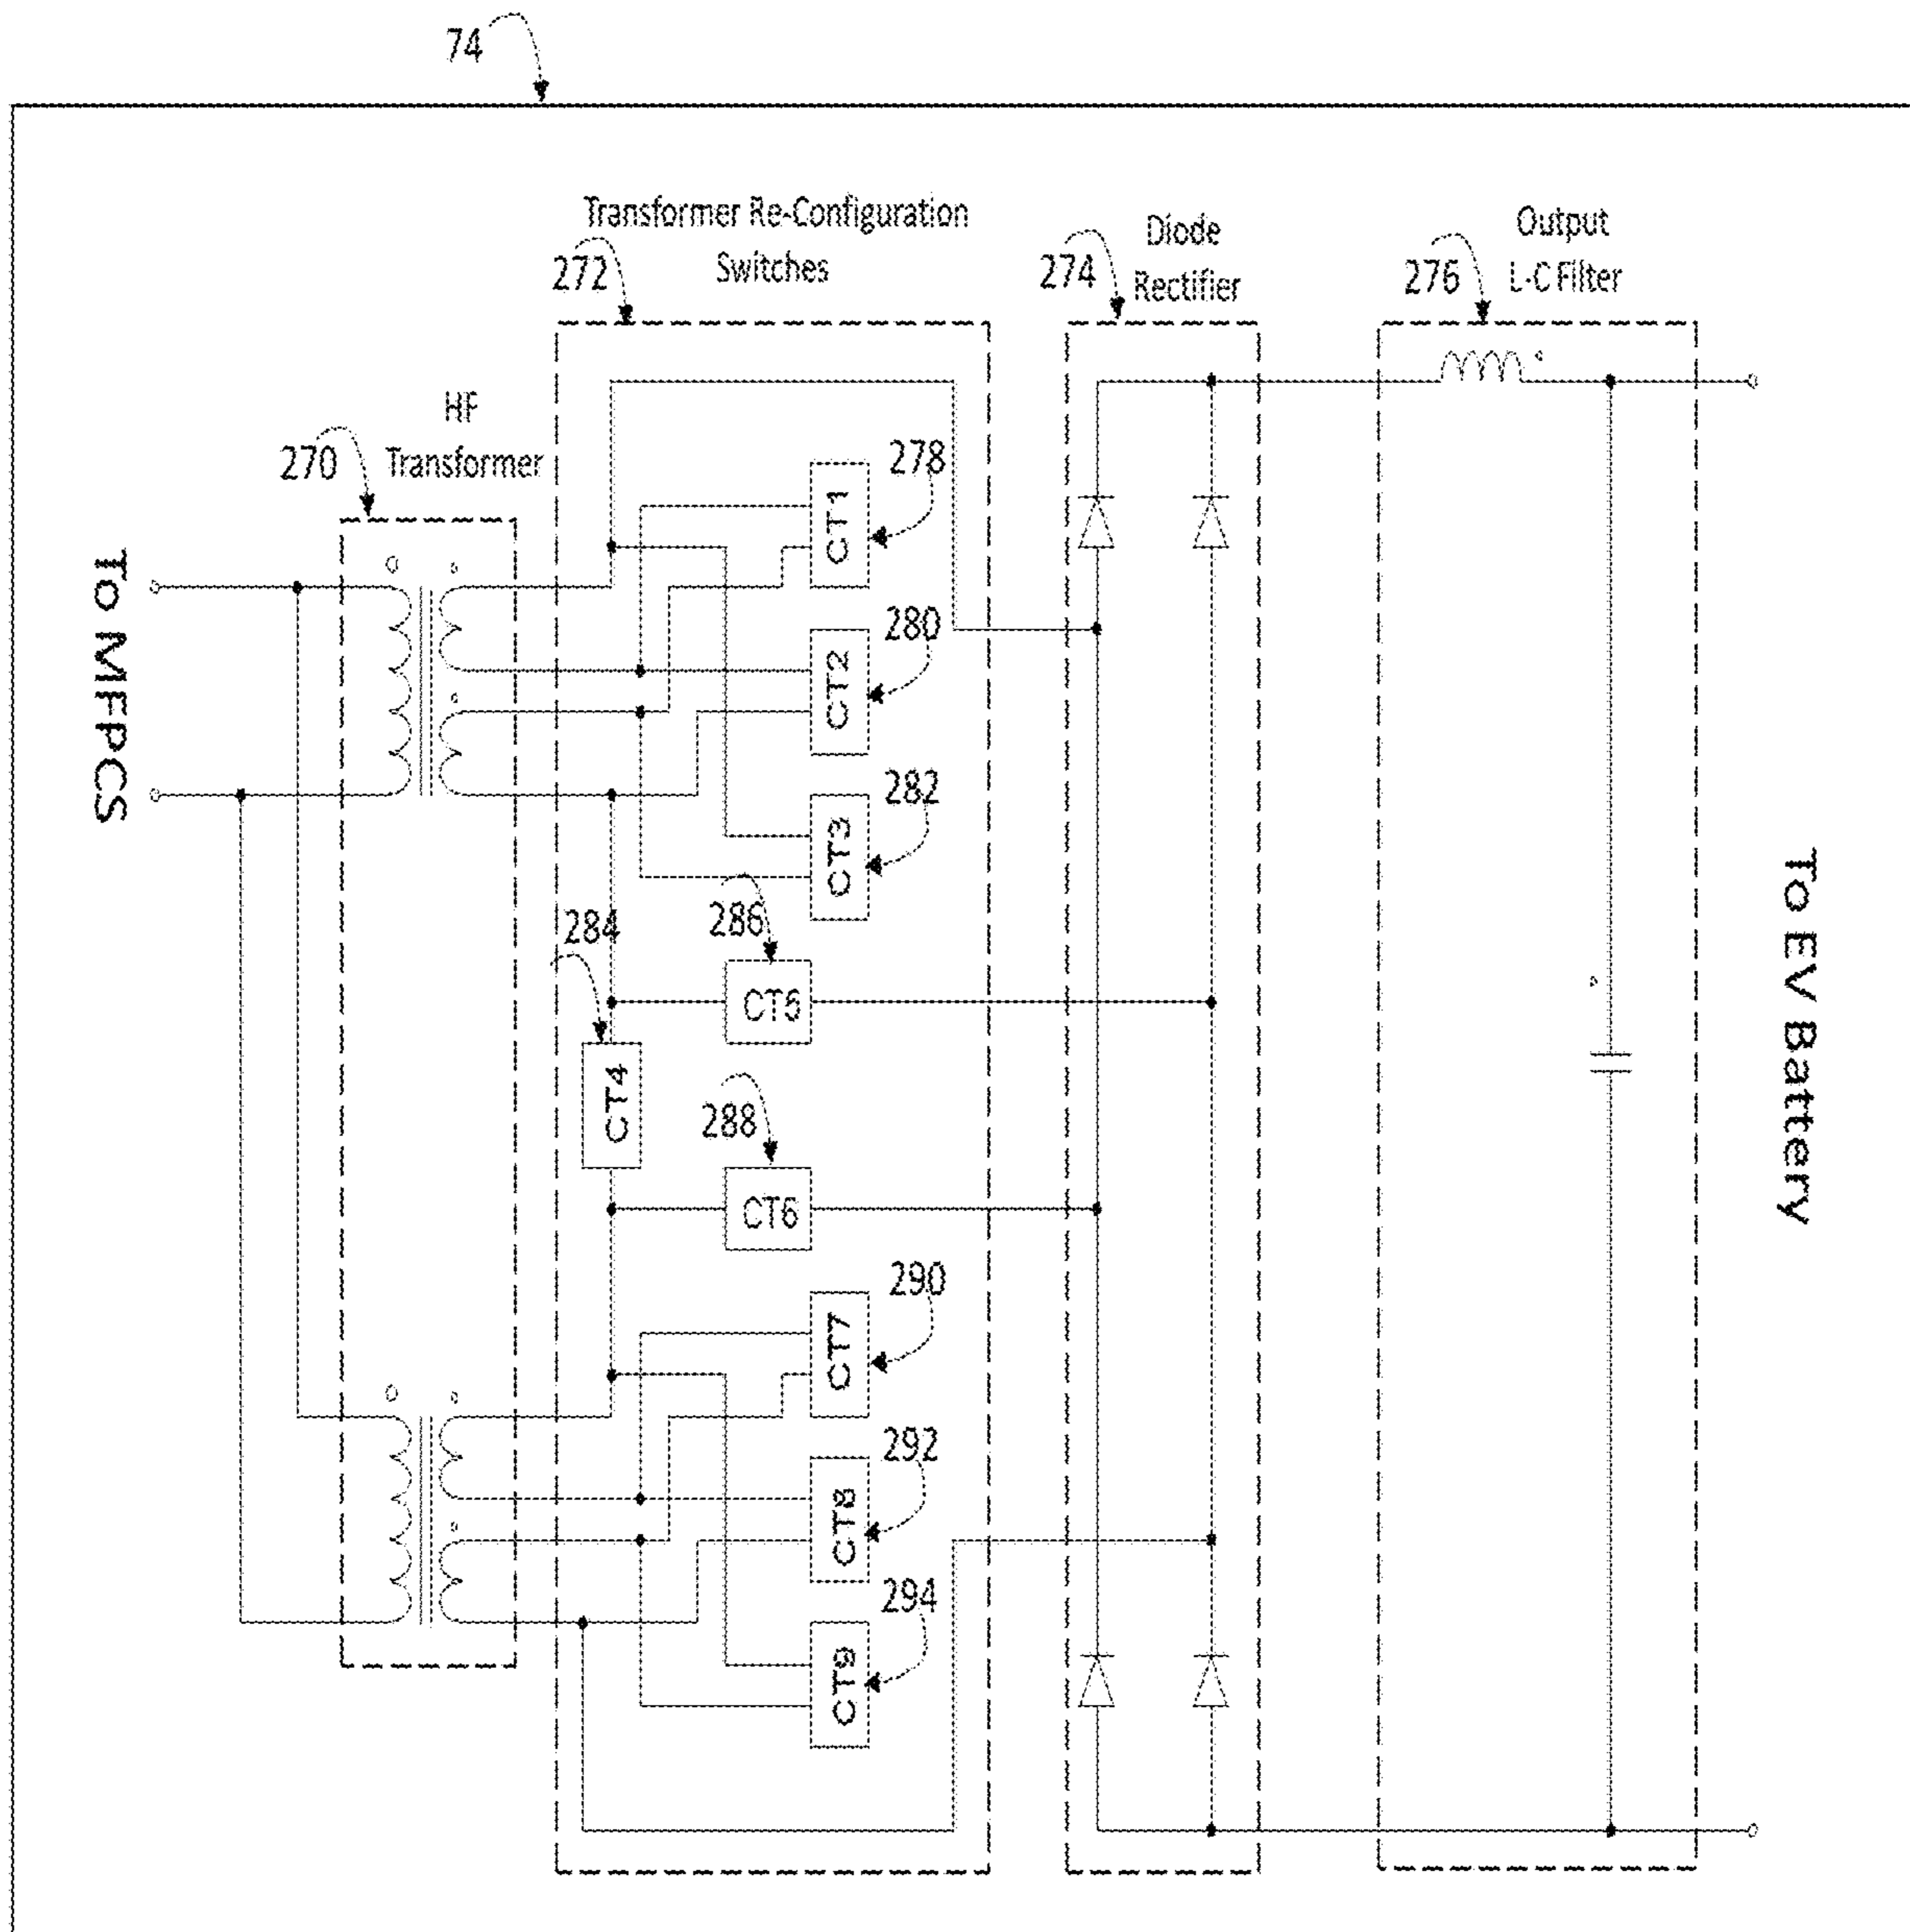 74
Transformer Re-Configuration
Switches
272
Diode
Rectifier
274
Output
L-C Filter
276
HF
Transformer
270
278
CT1
280
CT2
282
CT3
284
286
CT5
CT4
288
CT6
290
CT7
292
CT8
294
CT9
To MFPCS
To EV Battery